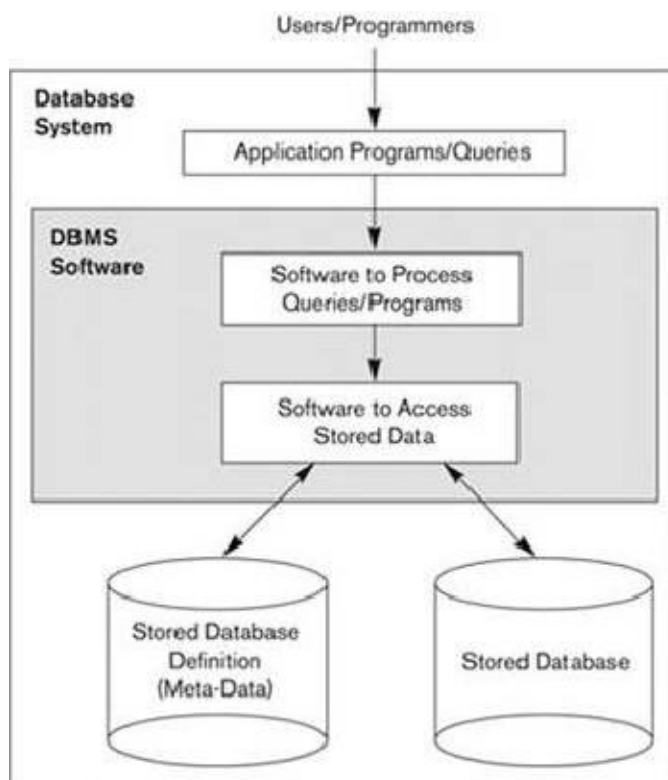 Users/Programmers
Database
System
Application Programs/Queries
DBMS
Software
Software to Process
Queries/Programs
Software to Access
Stored Data
Stored Database
Definition
(Meta-Data)
Stored Database